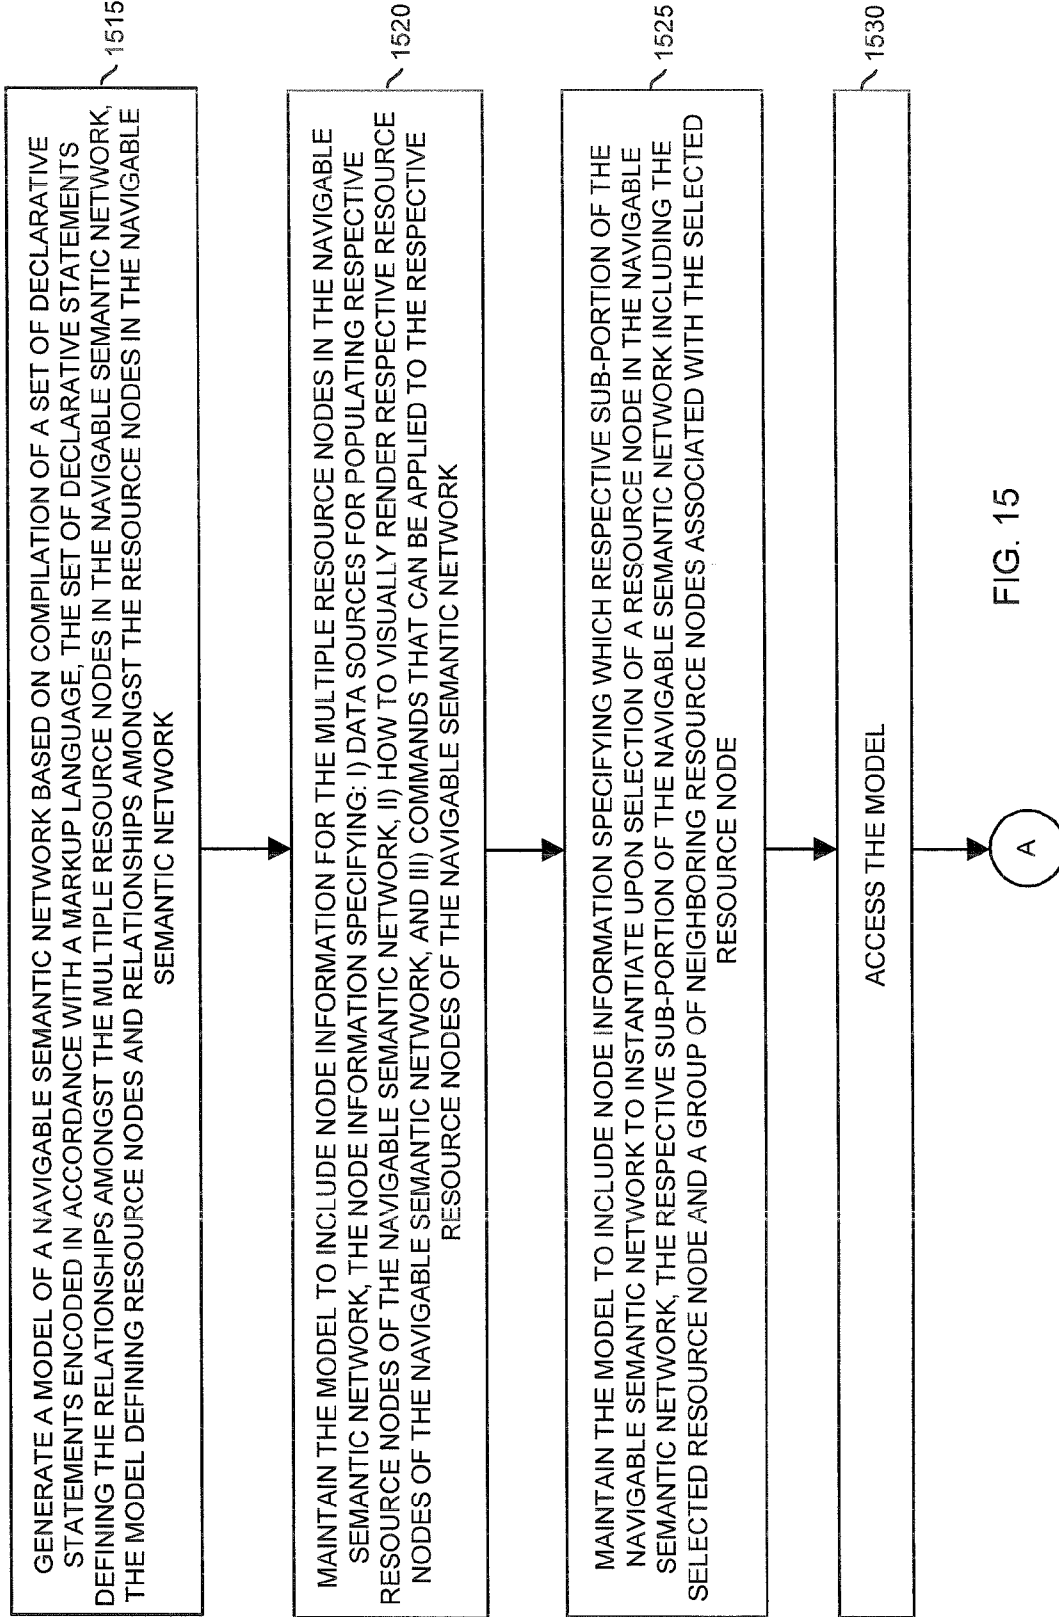 GENERATE A MODEL OF A NAVIGABLE SEMANTIC NETWORK BASED ON COMPILATION OF A SET OF DECLARATIVE
STATEMENTS ENCODED IN ACCORDANCE WITH A MARKUP LANGUAGE, THE SET OF DECLARATIVE STATEMENTS
DEFINING THE RELATIONSHIPS AMONGST THE MULTIPLE RESOURCE NODES IN THE NAVIGABLE SEMANTIC NETWORK,
THE MODEL DEFINING RESOURCE NODES AND RELATIONSHIPS AMONGST THE RESOURCE NODES IN THE NAVIGABLE
SEMANTIC NETWORK
1515
MAINTAIN THE MODEL TO INCLUDE NODE INFORMATION FOR THE MULTIPLE RESOURCE NODES IN THE NAVIGABLE
SEMANTIC NETWORK, THE NODE INFORMATION SPECIFYING: I) DATA SOURCES FOR POPULATING RESPECTIVE
RESOURCE NODES OF THE NAVIGABLE SEMANTIC NETWORK, II) HOW TO VISUALLY RENDER RESPECTIVE RESOURCE
NODES OF THE NAVIGABLE SEMANTIC NETWORK, AND III) COMMANDS THAT CAN BE APPLIED TO THE RESPECTIVE
RESOURCE NODES OF THE NAVIGABLE SEMANTIC NETWORK
1520
MAINTAIN THE MODEL TO INCLUDE NODE INFORMATION SPECIFYING WHICH RESPECTIVE SUB-PORTION OF THE
NAVIGABLE SEMANTIC NETWORK TO INSTANTIATE UPON SELECTION OF A RESOURCE NODE IN THE NAVIGABLE
SEMANTIC NETWORK, THE RESPECTIVE SUB-PORTION OF THE NAVIGABLE SEMANTIC NETWORK INCLUDING THE
SELECTED RESOURCE NODE AND A GROUP OF NEIGHBORING RESOURCE NODES ASSOCIATED WITH THE SELECTED
RESOURCE NODE
1525
ACCESS THE MODEL
1530
A
FIG. 15